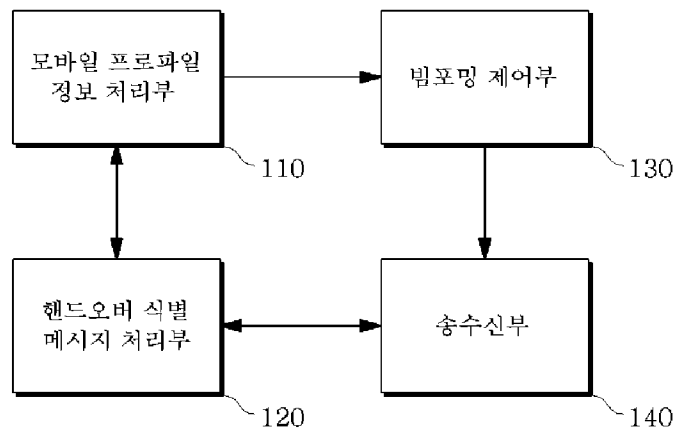 모바일 프로파일
정보 처리부
110
빔포밍 제어부
130
핸드오버 식별
메시지 처리부
120
송수신부
140